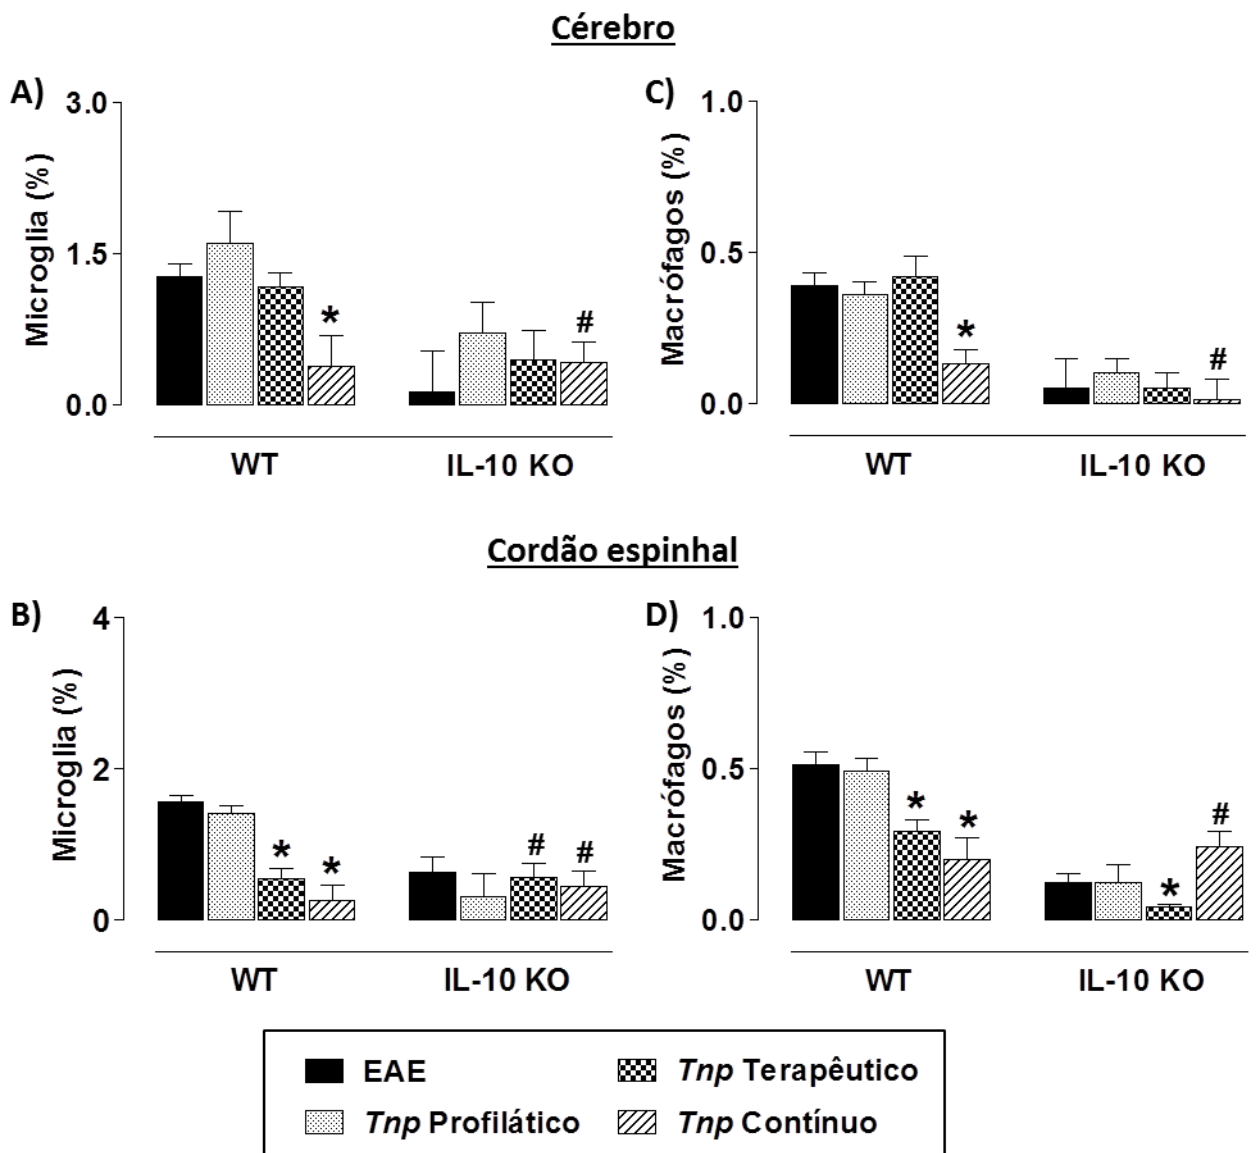 Cérebro
A)
Microglia (%)
3.0
1.5
0.0
*
#
WT
IL-10 KO
C)
Macrófagos (%)
1.0
0.5
0.0
*
#
WT
IL-10 KO
Cordão espinhal
B)
Microglia (%)
4
2
0
*
*
#
#
WT
IL-10 KO
D)
Macrófagos (%)
1.0
0.5
0.0
*
*
*
#
WT
IL-10 KO
EAE
Tnp Terapêutico
Tnp Profilático
Tnp Contínuo